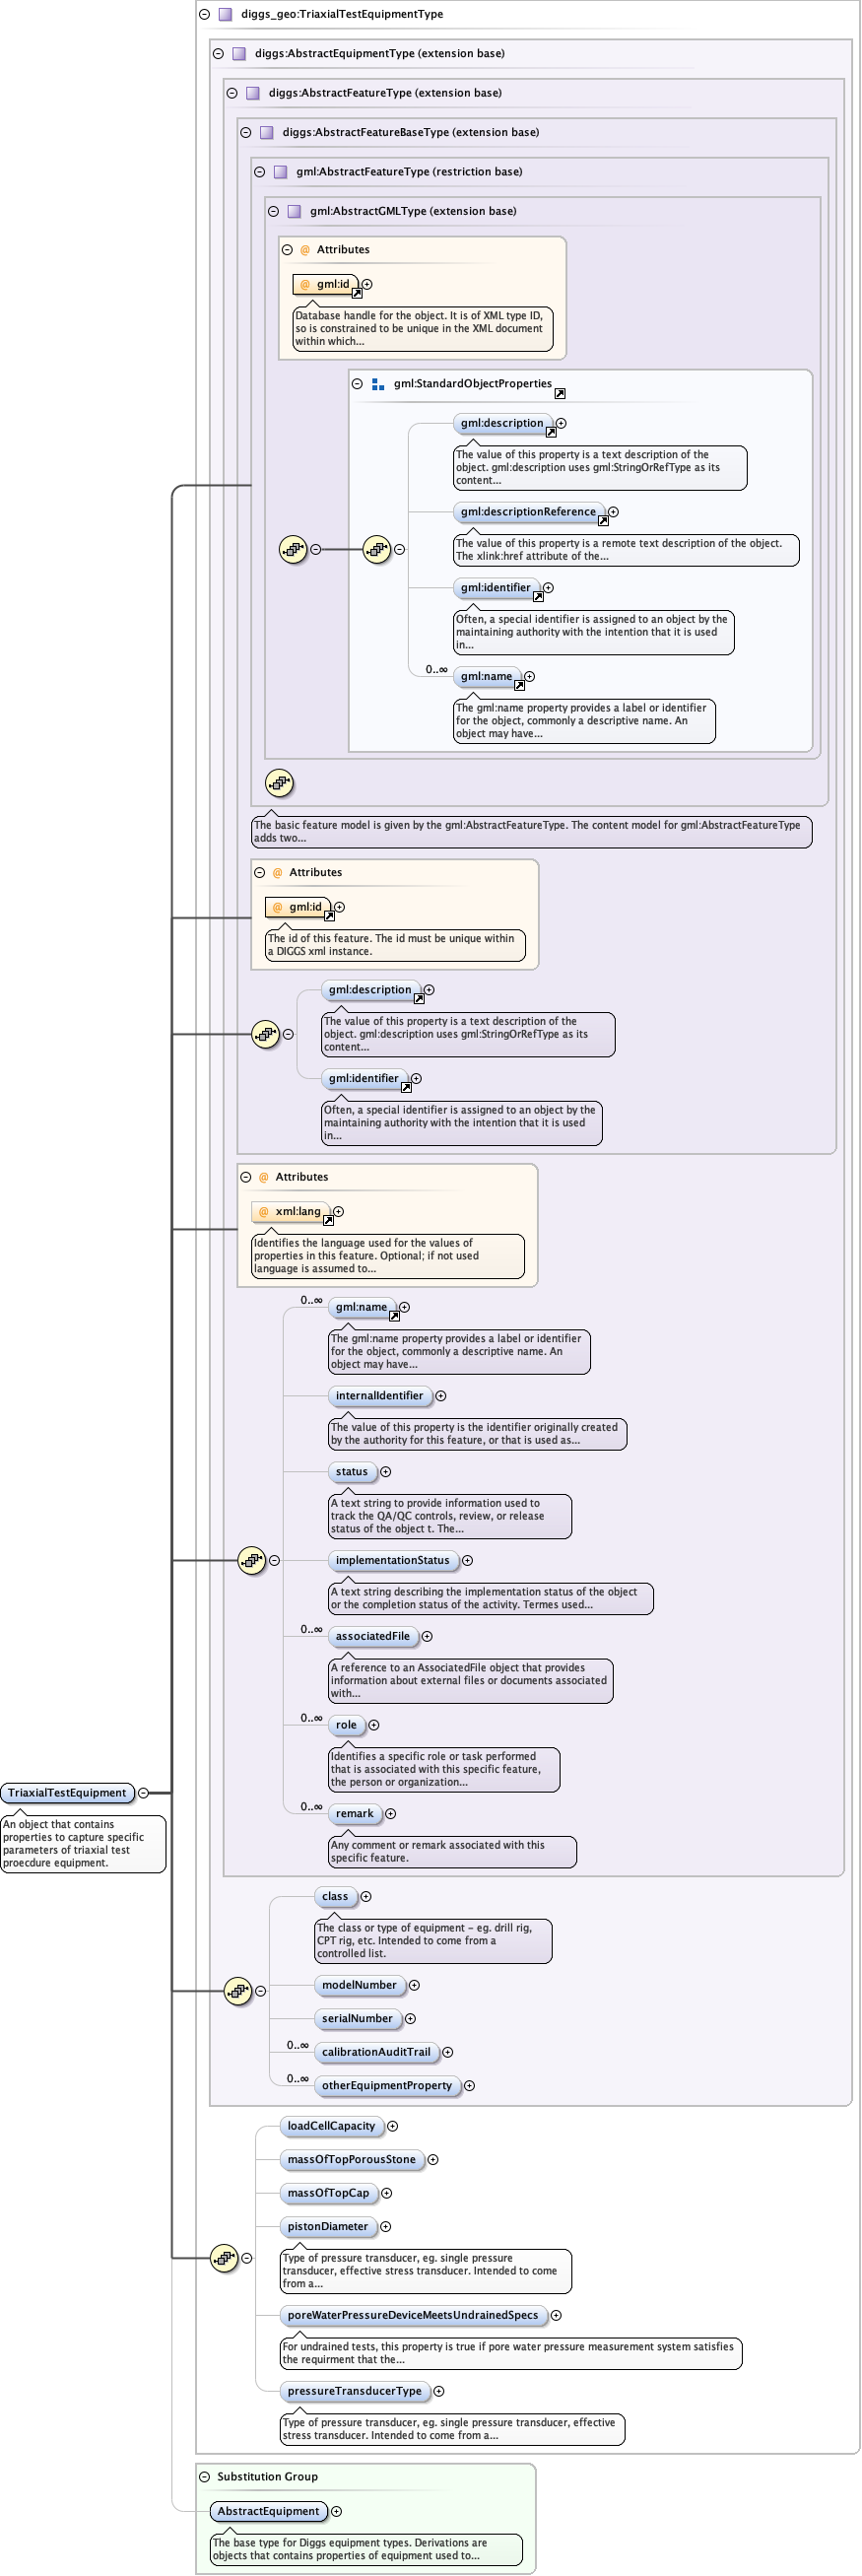 diggs_geo:TriaxialTestEquipmentType
diggs:AbstractEquipmentType (extension base)
diggs:AbstractFeatureType (extension base)
diggs:AbstractFeatureBaseType (extension base)
gml:AbstractFeatureType (restriction base)
gml:AbstractGMLType (extension base)
@ Attributes
@ gml:id
Database handle for the object. It is of XML type ID,
so is constrained to be unique in the XML document
within which...
gml:StandardObjectProperties
gml:description
The value of this property is a text description of the
object. gml:description uses gml:StringOrRefType as its
content...
gml:descriptionReference
The value of this property is a remote text description of the object.
The xlink:href attribute of the...
gml:identifier
Often, a special identifier is assigned to an object by the
maintaining authority with the intention that it is used
in...
0..∞
gml:name
The gml:name property provides a label or identifier
for the object, commonly a descriptive name. An
object may have...
The basic feature model is given by the gml:AbstractFeatureType. The content model for gml:AbstractFeatureType
adds two...
@ Attributes
@ gml:id
The id of this feature. The id must be unique within
a DIGGS xml instance.
gml:description
The value of this property is a text description of the
object. gml:description uses gml:StringOrRefType as its
content...
gml:identifier
Often, a special identifier is assigned to an object by the
maintaining authority with the intention that it is used
in...
@ Attributes
@ xml:lang
Identifies the language used for the values of
properties in this feature. Optional; if not used
language is assumed to...
0..∞
gml:name
The gml:name property provides a label or identifier
for the object, commonly a descriptive name. An
object may have...
internalIdentifier
The value of this property is the identifier originally created
by the authority for this feature, or that is used as...
status
A text string to provide information used to
track the QA/QC controls, review, or release
status of the object t. The...
implementationStatus
A text string describing the implementation status of the object
or the completion status of the activity. Termes used...
0..∞
associatedFile
A reference to an AssociatedFile object that provides
information about external files or documents associated
with...
0..∞
role
Identifies a specific role or task performed
that is associated with this specific feature,
the person or organization...
0..∞
remark
Any comment or remark associated with this
specific feature.
TriaxialTestEquipment
An object that contains
properties to capture specific
parameters of triaxial test
proecdure equipment.
class
The class or type of equipment - eg. drill rig,
CPT rig, etc. Intended to come from a
controlled list.
modelNumber
serialNumber
0..∞
calibrationAuditTrail
0..∞
otherEquipmentProperty
loadCellCapacity
massOfTopPorousStone
massOfTopCap
pistonDiameter
Type of pressure transducer, eg. single pressure
transducer, effective stress transducer. Intended to come
from a...
poreWaterPressureDeviceMeetsUndrainedSpecs
For undrained tests, this property is true if pore water pressure measurement system satisfies
the requirment that the...
pressureTransducerType
Type of pressure transducer, eg. single pressure transducer, effective
stress transducer. Intended to come from a...
Substitution Group
AbstractEquipment
The base type for Diggs equipment types. Derivations are
objects that contains properties of equipment used to...